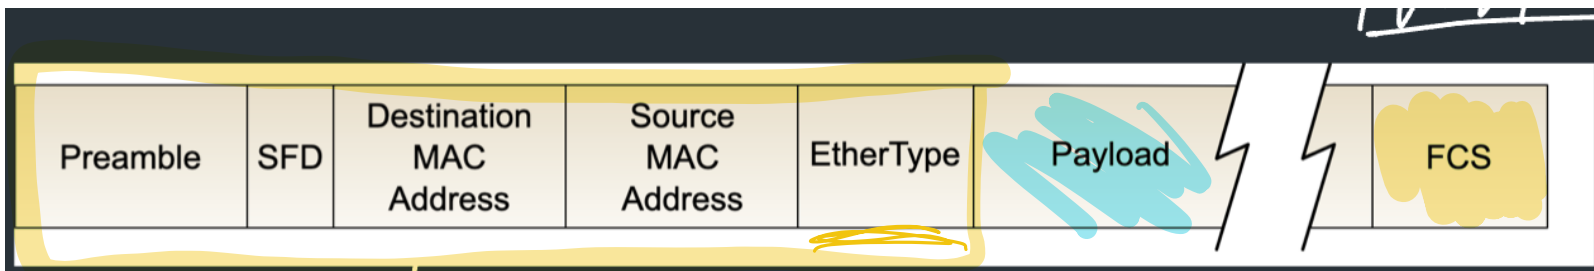 Preamble
SFD
Destination
MAC
Address
Source
MAC
Address
EtherType
Payload
FCS